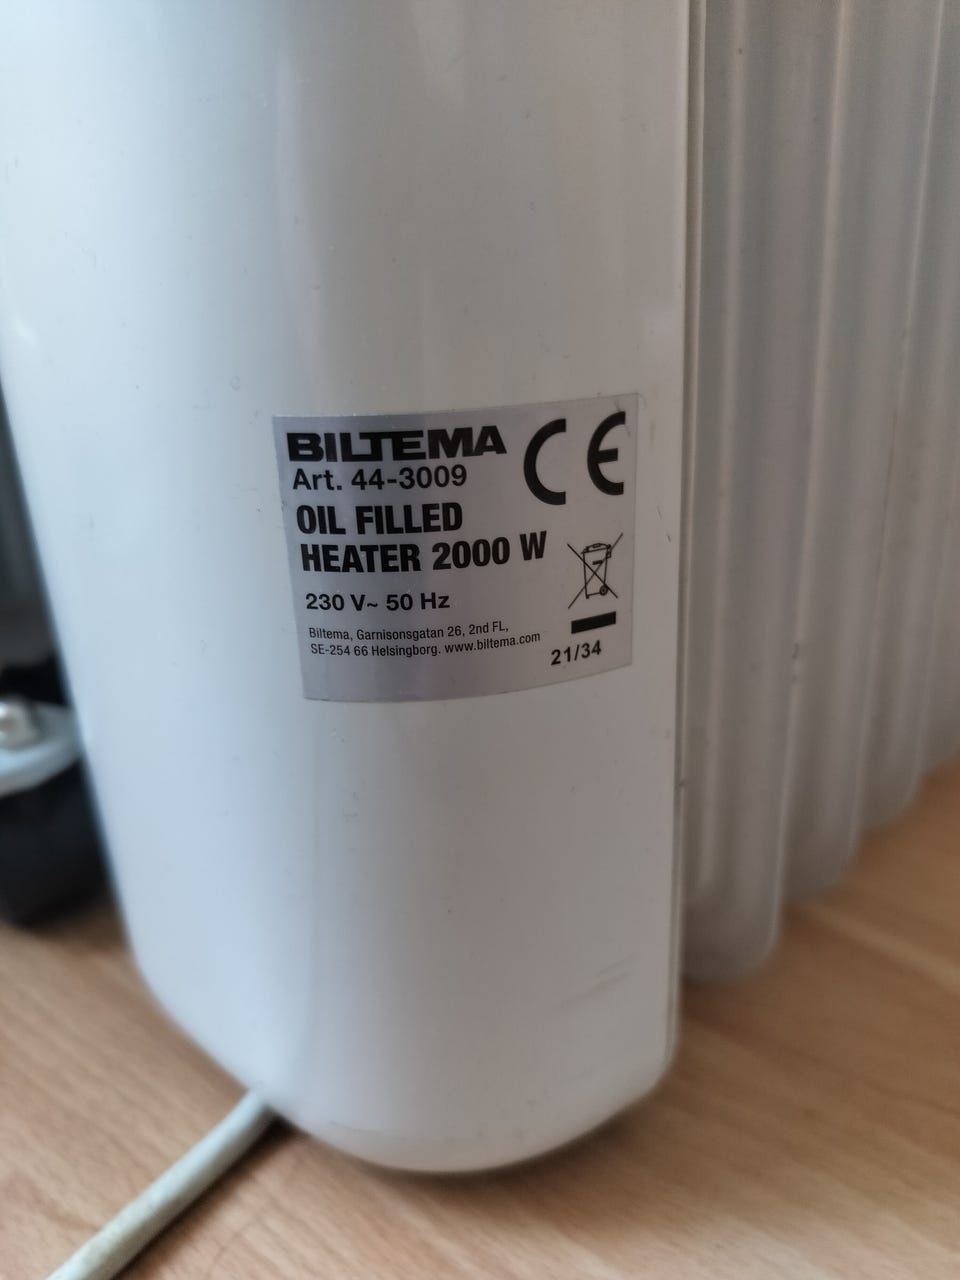 BILTEMA
CE
Art. 44-3009
OIL FILLED
HEATER 2000 W
230 V~ 50 Hz
Biltema, Garnisonsgatan 26, 2nd FL,
SE-254 66 Helsingborg. www.biltema.com
21/34